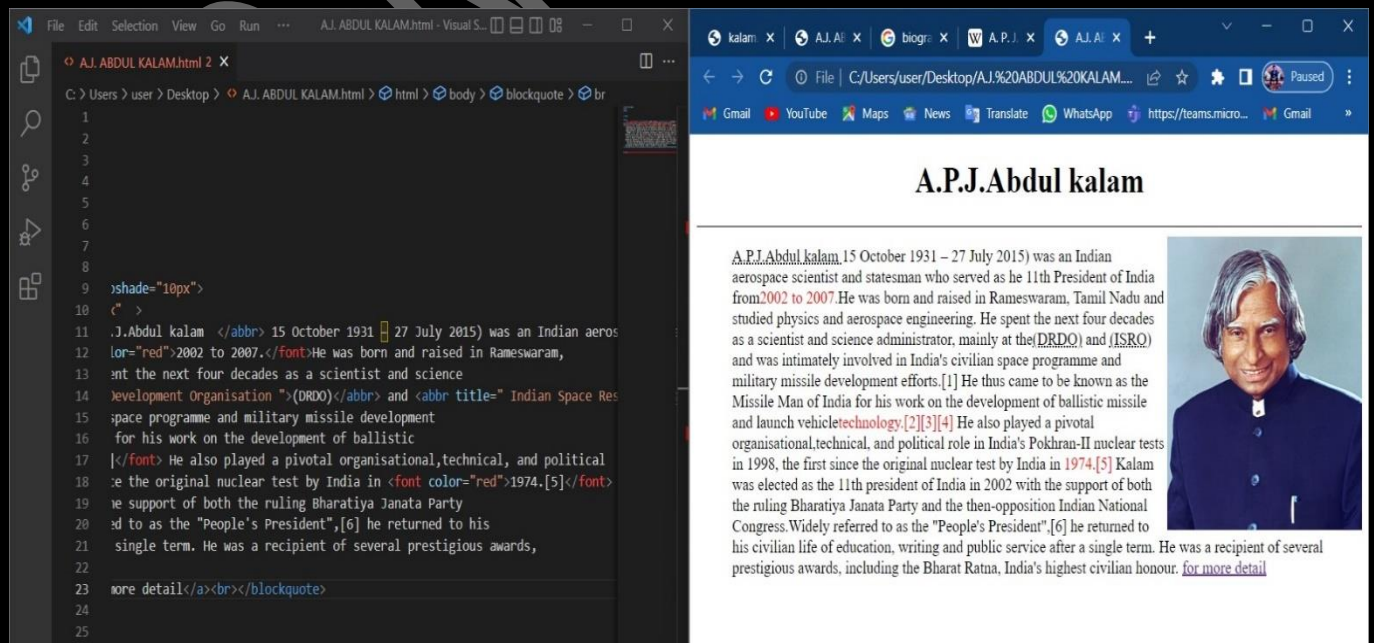 File Edit Selection View Go Run ··· A.J. ABDUL KALAM.html - Visual S...
A.J. ABDUL KALAM.html 2
C: > Users > user > Desktop > A.J. ABDUL KALAM.html > html > body > blockquote > br
1
2
3
4
5
6
7
8
9 oshade="10px">
10 " >
11 .J.Abdul kalam </abbr> 15 October 1931 – 27 July 2015) was an Indian aeros
12 lor="red">2002 to 2007.</font>He was born and raised in Rameswaram,
13 ent the next four decades as a scientist and science
14 Development Organisation ">(DRDO)</abbr> and <abbr title=" Indian Space Res
15 space programme and military missile development
16 for his work on the development of ballistic
17 ]</font> He also played a pivotal organisational,technical, and political
18 ce the original nuclear test by India in <font color="red">1974.[5]</font>
19 he support of both the ruling Bharatiya Janata Party
20 ed to as the "People's President",[6] he returned to his
21 single term. He was a recipient of several prestigious awards,
22
23 more detail</a><br></blockquote>
24
25
kalam A.J. AE biogra A. P. J. A.J. AE
File C:/Users/user/Desktop/A.J.%20ABDUL%20KALAM.... Paused
Gmail YouTube Maps News Translate WhatsApp https://teams.micro... Gmail »
A.P.J.Abdul kalam
A.P.J.Abdul kalam 15 October 1931 – 27 July 2015) was an Indian
aerospace scientist and statesman who served as he 11th President of India
from2002 to 2007.He was born and raised in Rameswaram, Tamil Nadu and
studied physics and aerospace engineering. He spent the next four decades
as a scientist and science administrator, mainly at the(DRDO) and (ISRO)
and was intimately involved in India's civilian space programme and
military missile development efforts.[1] He thus came to be known as the
Missile Man of India for his work on the development of ballistic missile
and launch vehicletechnology.[2][3][4] He also played a pivotal
organisational,technical, and political role in India's Pokhran-II nuclear tests
in 1998, the first since the original nuclear test by India in 1974.[5] Kalam
was elected as the 11th president of India in 2002 with the support of both
the ruling Bharatiya Janata Party and the then-opposition Indian National
Congress.Widely referred to as the "People's President",[6] he returned to
his civilian life of education, writing and public service after a single term. He was a recipient of several
prestigious awards, including the Bharat Ratna, India's highest civilian honour. for more detail